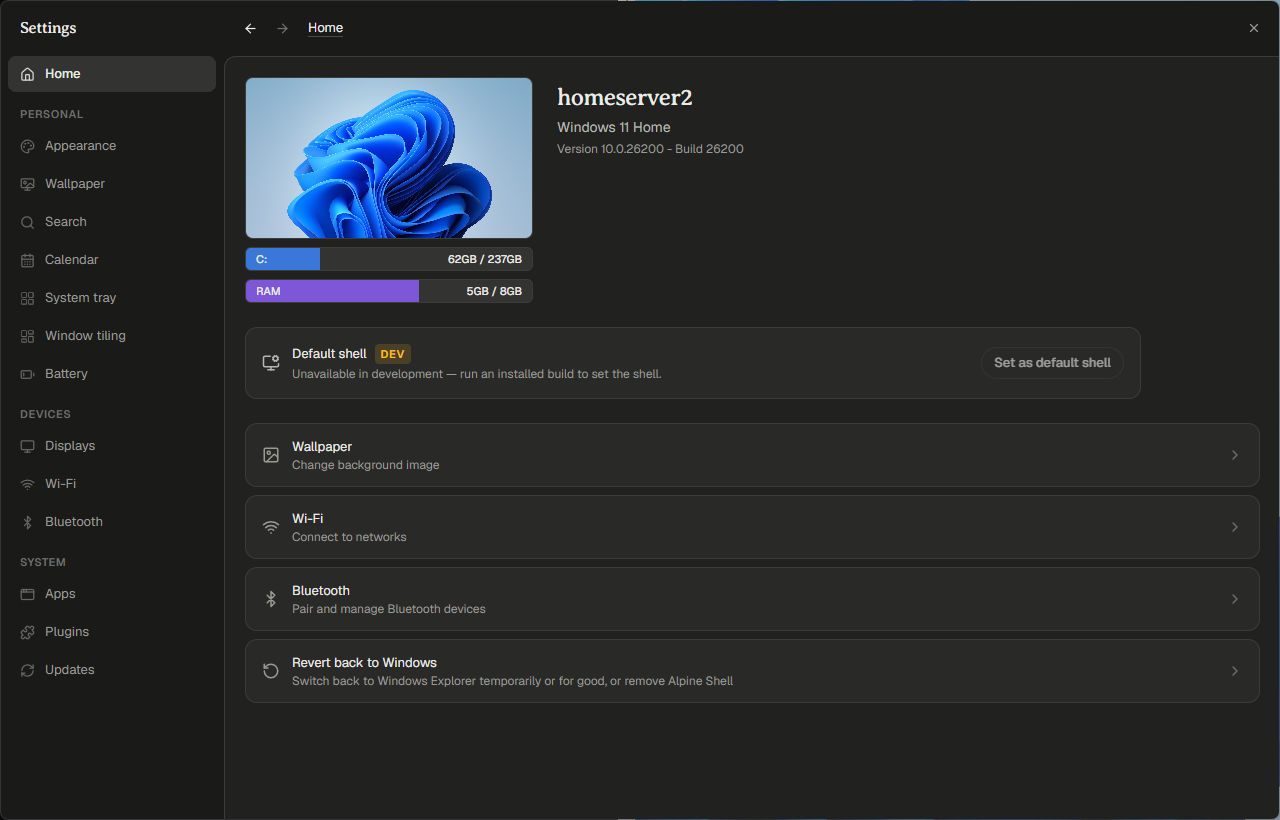 Settings
Home
Home
PERSONAL
Appearance
Wallpaper
Search
Calendar
System tray
Window tiling
Battery
DEVICES
Displays
Wi-Fi
Bluetooth
SYSTEM
Apps
Plugins
Updates
homeserver2
Windows 11 Home
Version 10.0.26200 - Build 26200
C: 62GB / 237GB
RAM 5GB / 8GB
Default shell DEV
Unavailable in development — run an installed build to set the shell.
Set as default shell
Wallpaper
Change background image
Wi-Fi
Connect to networks
Bluetooth
Pair and manage Bluetooth devices
Revert back to Windows
Switch back to Windows Explorer temporarily or for good, or remove Alpine Shell